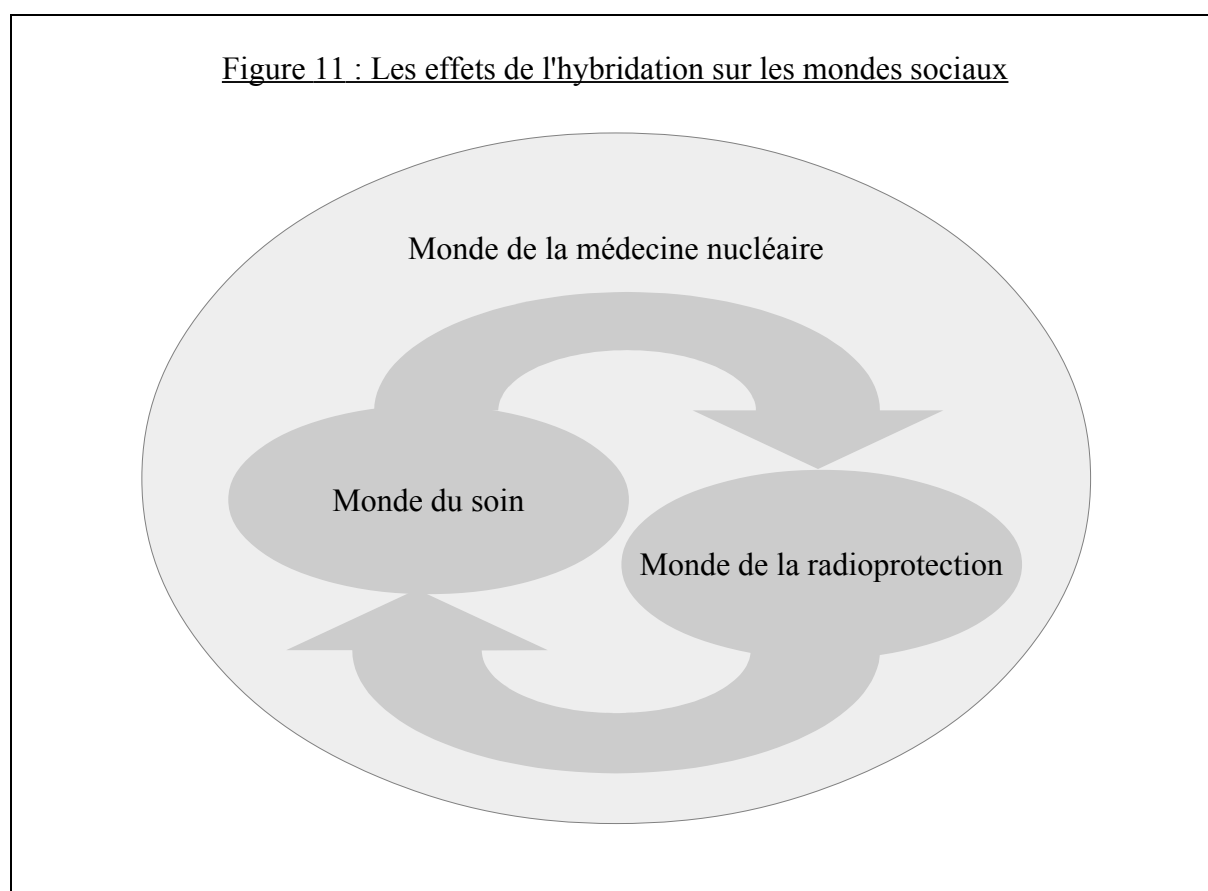 Figure 11 : Les effets de l'hybridation sur les mondes sociaux
Monde de la médecine nucléaire
Monde du soin
Monde de la radioprotection